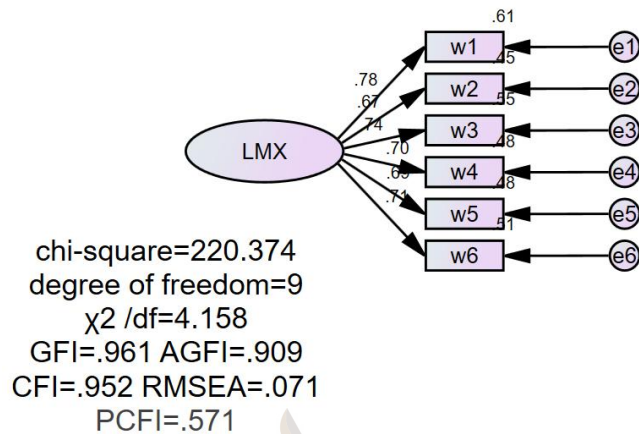 .61
w1
e1
.78
.45
w2
e2
.67
.55
.74
w3
e3
LMX
.48
.70
w4
e4
.69
.48
.71
w5
e5
.51
w6
e6
chi-square=220.374
degree of freedom=9
χ2 /df=4.158
GFI=.961 AGFI=.909
CFI=.952 RMSEA=.071
PCFI=.571